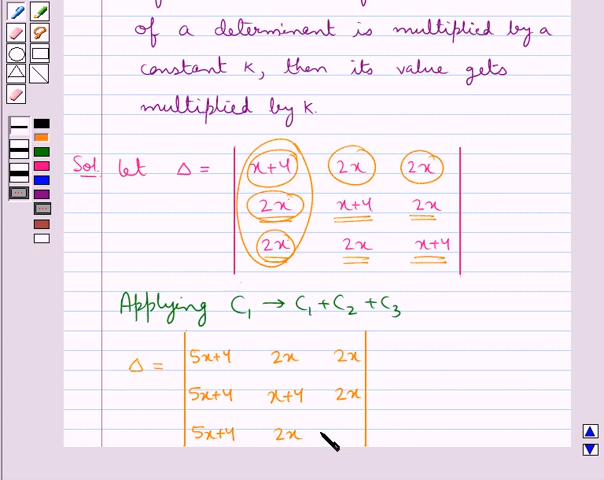 of a determinent is multiplied by a
constant K, then its value gets
multiplied by K.
Sol. Let Δ = | x+4 2x 2x |
| 2x x+4 2x |
| 2x 2x x+4 |
Applying C₁ → C₁ + C₂ + C₃
Δ = | 5x+4 2x 2x |
| 5x+4 x+4 2x |
| 5x+4 2x |